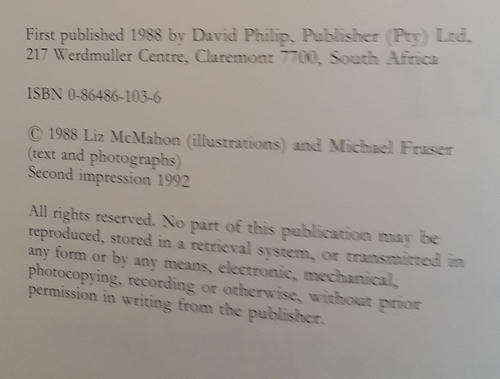 First published 1988 by David Philip, Publisher (Pty) Ltd,
217 Werdmuller Centre, Claremont 7700, South Africa
ISBN 0-86486-103-6
© 1988 Liz McMahon (illustrations) and Michael Fraser
(text and photographs)
Second impression 1992
All rights reserved. No part of this publication may be
reproduced, stored in a retrieval system, or transmitted in
any form or by any means, electronic, mechanical,
photocopying, recording or otherwise, without prior
permission in writing from the publisher.